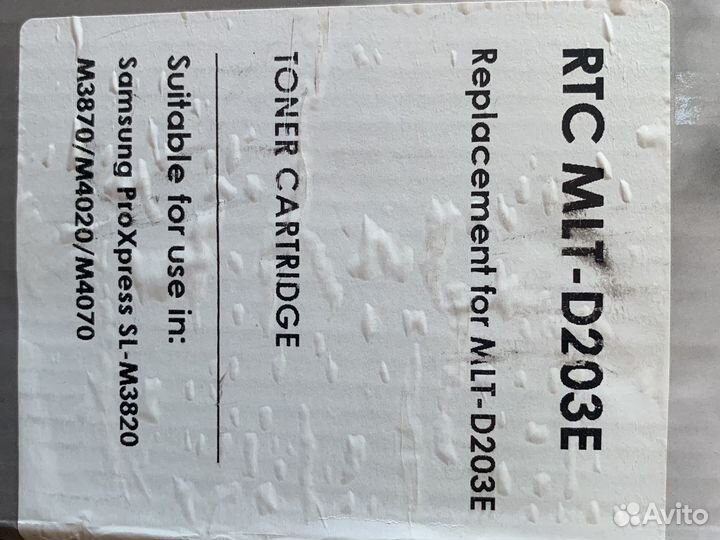 RTC MLT-D203E
Replacement for MLT-D203E
TONER CARTRIDGE
Suitable for use in:
Samsung ProXpress SL-M3820
M3870/M4020/M4070
Avito